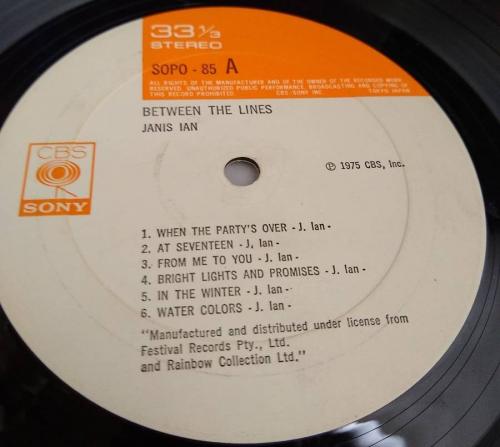 33 1/3
STEREO
SOPO - 85 A
ALL RIGHTS OF THE MANUFACTURER AND OF THE OWNER OF THE RECORDED WORK
RESERVED. UNAUTHORIZED PUBLIC PERFORMANCE, BROADCASTING AND COPYING OF
THIS RECORD PROHIBITED. CBS/SONY INC. TOKYO JAPAN
BETWEEN THE LINES
JANIS IAN
CBS
SONY
℗ 1975 CBS, Inc.
1. WHEN THE PARTY'S OVER - J. Ian -
2. AT SEVENTEEN - J. Ian -
3. FROM ME TO YOU - J. Ian -
4. BRIGHT LIGHTS AND PROMISES - J. Ian -
5. IN THE WINTER - J. Ian -
6. WATER COLORS - J. Ian -
"Manufactured and distributed under license from
Festival Records Pty., Ltd.
and Rainbow Collection Ltd."